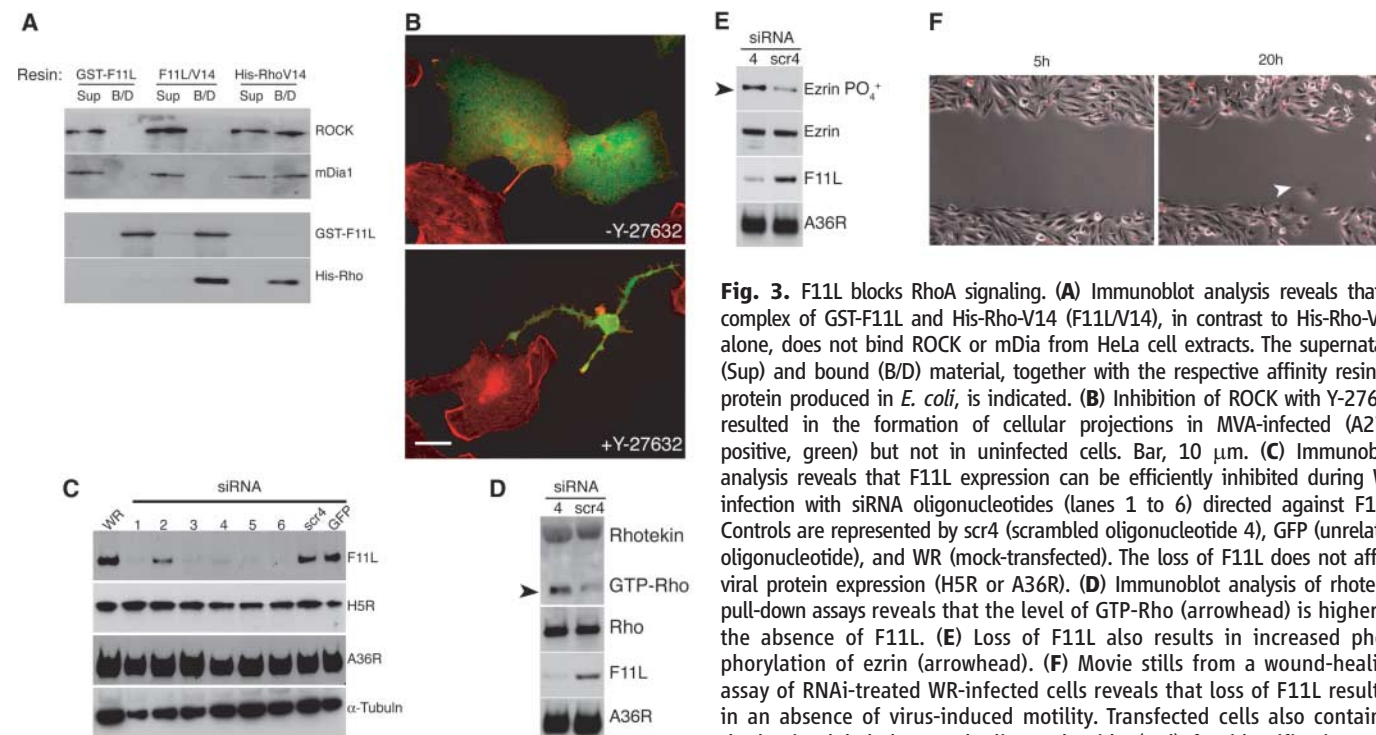 A
Resin: GST-F11L F11L/V14 His-RhoV14
Sup B/D Sup B/D Sup B/D
ROCK
mDia1
GST-F11L
His-Rho
B
-Y-27632
+Y-27632
C
siRNA
WR 1 2 3 4 5 6 scr4 GFP
F11L
H5R
A36R
α-Tubuln
D
siRNA
4 scr4
Rhotekin
GTP-Rho
Rho
F11L
A36R
E
siRNA
4 scr4
Ezrin PO4+
Ezrin
F11L
A36R
F
5h 20h
Fig. 3. F11L blocks RhoA signaling. (A) Immunoblot analysis reveals that
complex of GST-F11L and His-Rho-V14 (F11L/V14), in contrast to His-Rho-V
alone, does not bind ROCK or mDia from HeLa cell extracts. The supernata
(Sup) and bound (B/D) material, together with the respective affinity resin
protein produced in E. coli, is indicated. (B) Inhibition of ROCK with Y-276
resulted in the formation of cellular projections in MVA-infected (A2
positive, green) but not in uninfected cells. Bar, 10 μm. (C) Immunob
analysis reveals that F11L expression can be efficiently inhibited during
infection with siRNA oligonucleotides (lanes 1 to 6) directed against F1
Controls are represented by scr4 (scrambled oligonucleotide 4), GFP (unrelat
oligonucleotide), and WR (mock-transfected). The loss of F11L does not aff
viral protein expression (H5R or A36R). (D) Immunoblot analysis of rhote
pull-down assays reveals that the level of GTP-Rho (arrowhead) is higher
the absence of F11L. (E) Loss of F11L also results in increased pho
phorylation of ezrin (arrowhead). (F) Movie stills from a wound-heali
assay of RNAi-treated WR-infected cells reveals that loss of F11L result
in an absence of virus-induced motility. Transfected cells also contain